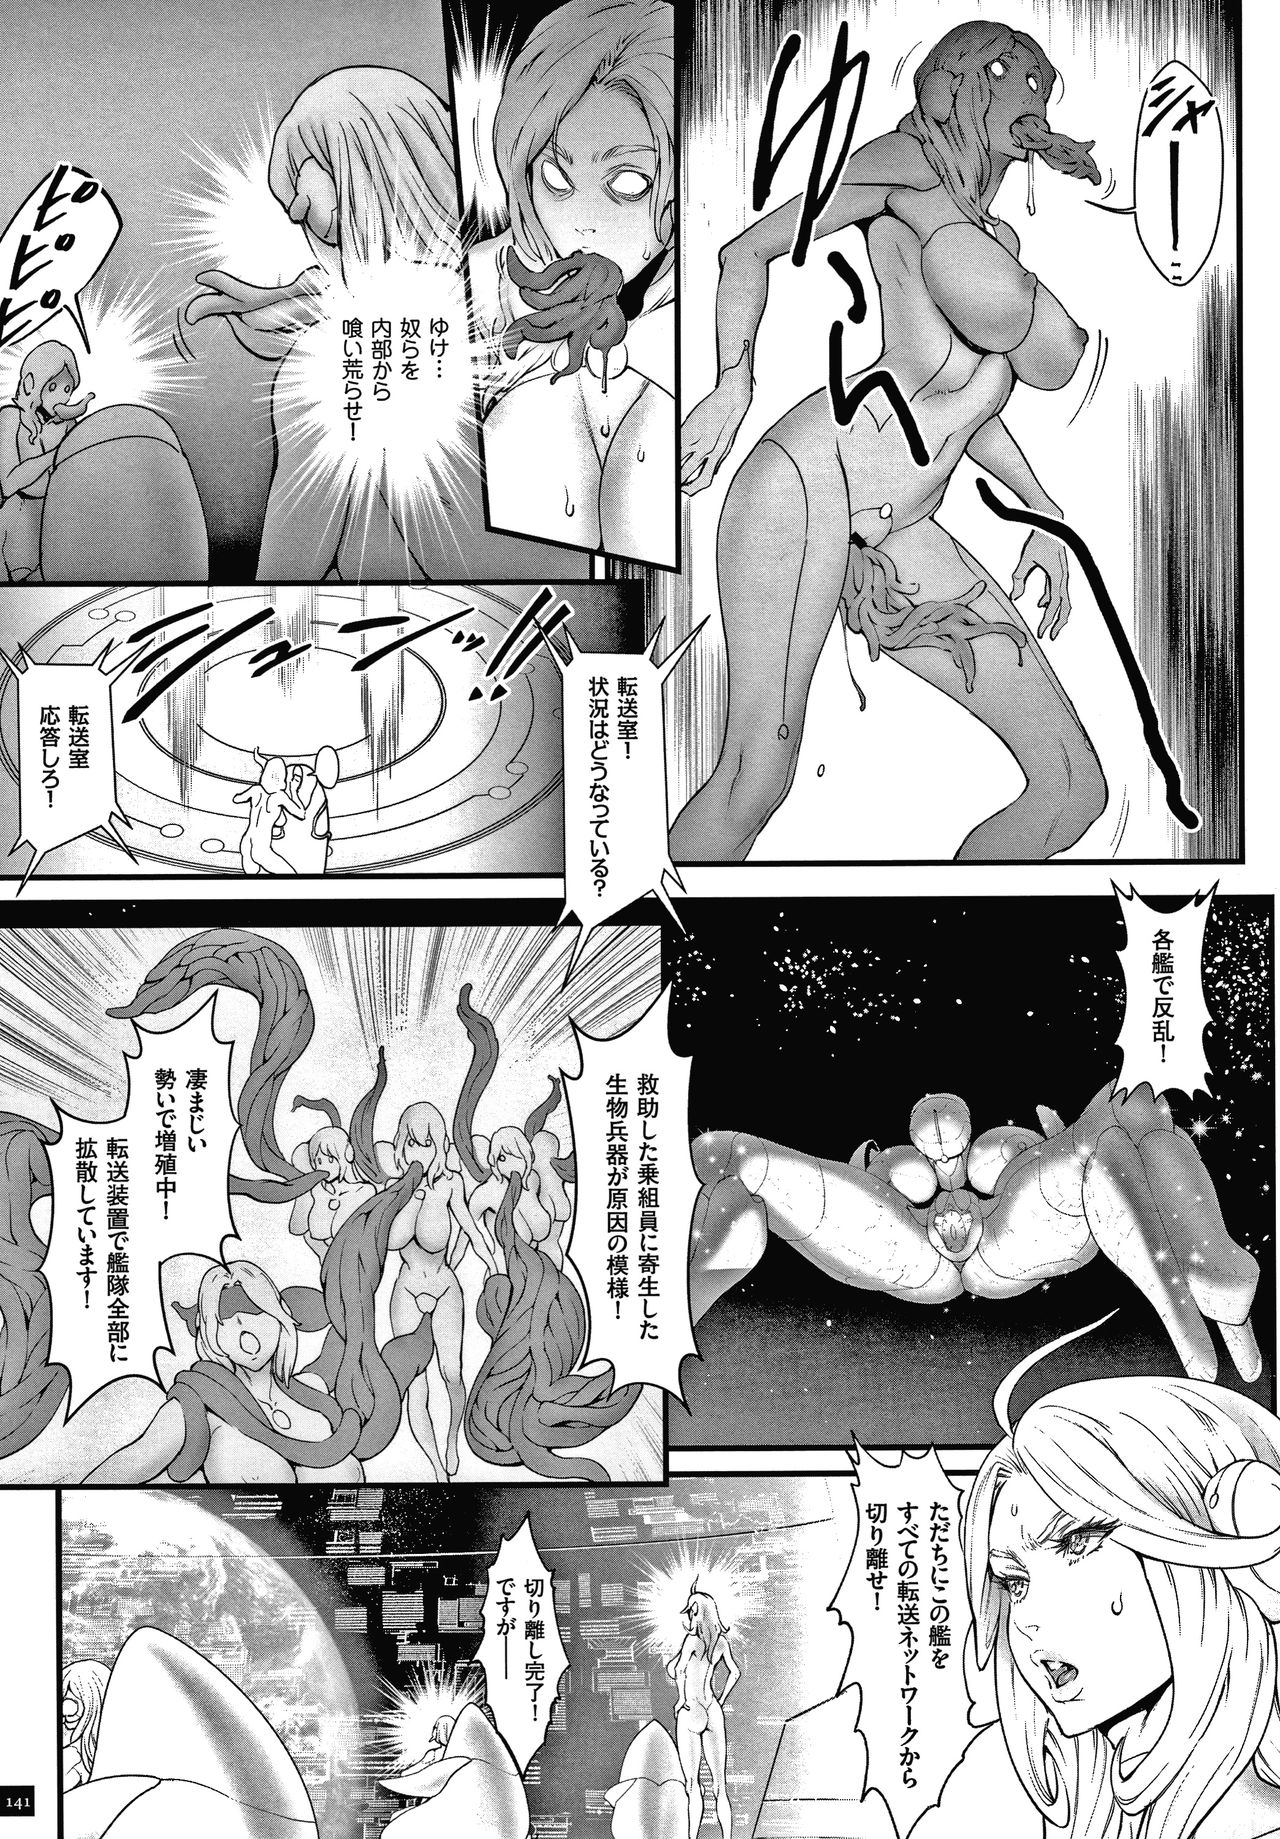 シャーー!!
ゆらぁ
ゆけ…
奴らを
内部から
喰い荒らせ！
ピピピピピ
シューンッ!!
転送室！
状況はどうなっている？
転送室
応答しろ！
各艦で反乱！
救助した乗組員に寄生した
生物兵器が原因の模様！
凄まじい
勢いで増殖中！
転送装置で艦隊全部に
拡散しています！
ただちにこの艦を
すべての転送ネットワークから
切り離せ！
切り離し完了！
ですが――
141